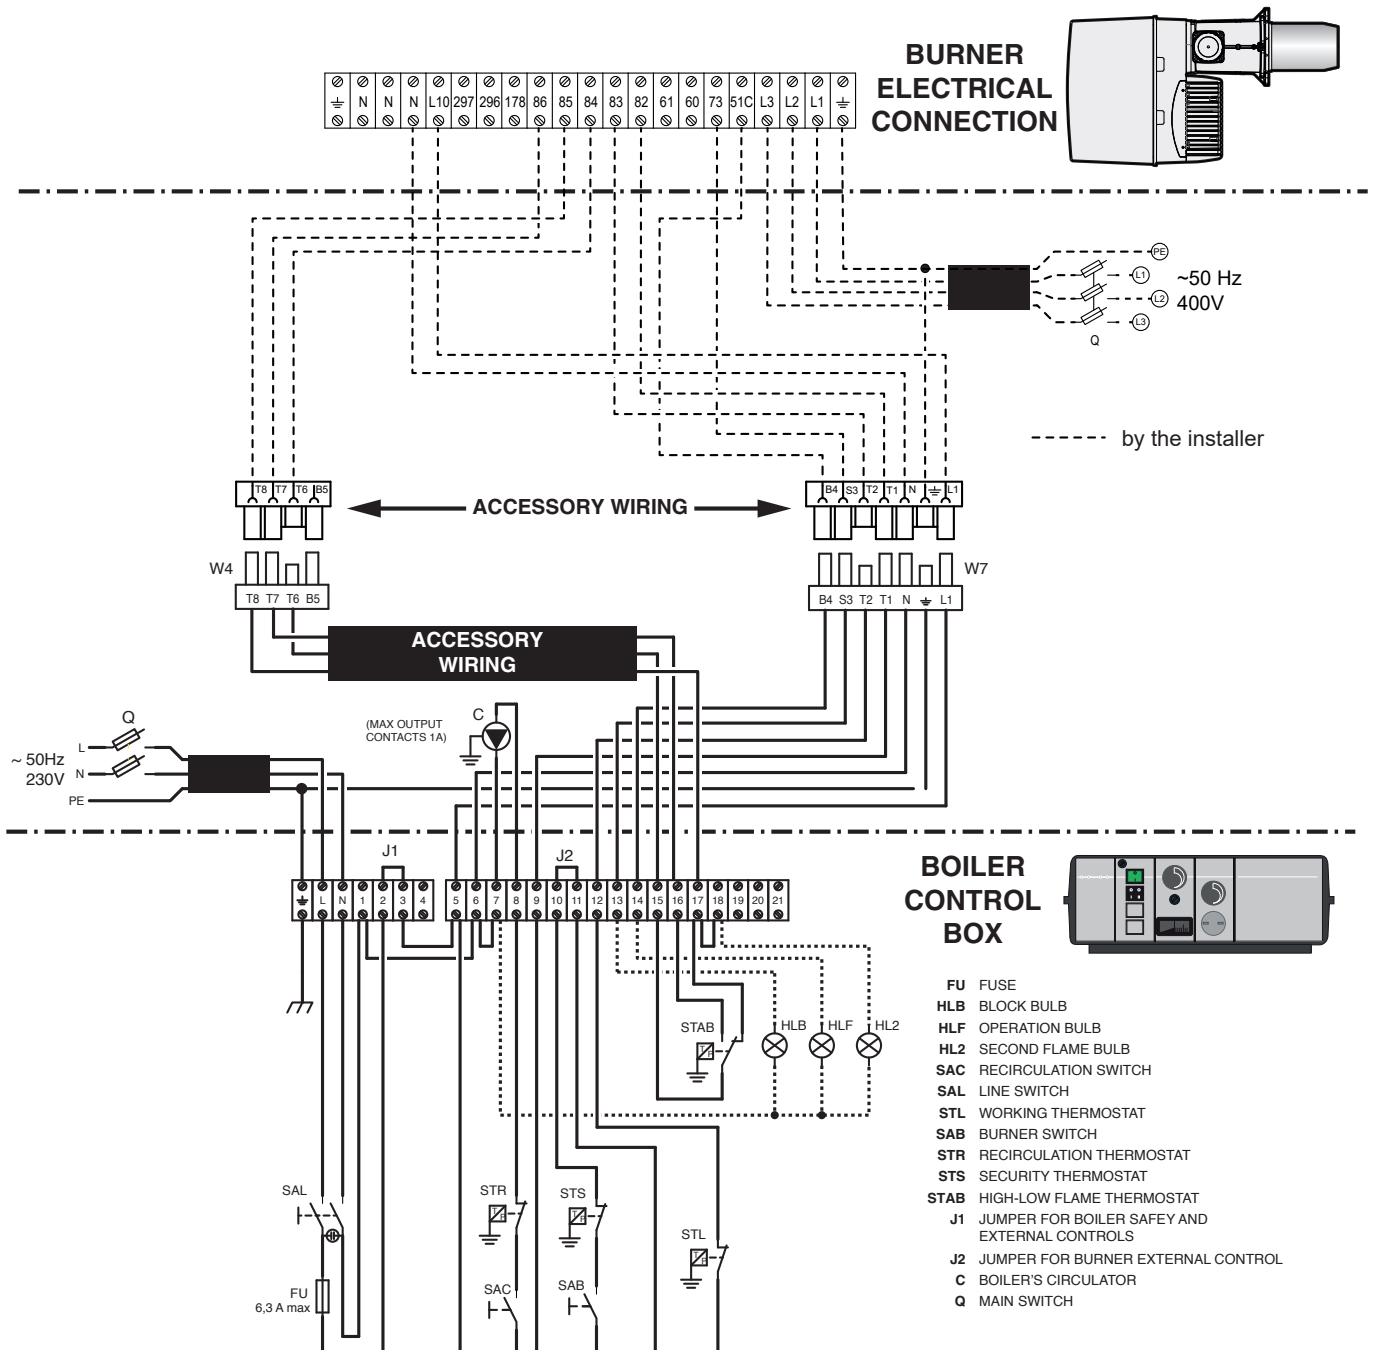 BURNER
ELECTRICAL
CONNECTION
N N N L10 297 296 178 86 85 84 83 82 61 60 73 51C L3 L2 L1
PE
L1
L2
L3
~50 Hz
400V
Q
by the installer
T8 T7 T6 B5
ACCESSORY WIRING
B4 S3 T2 T1 N L1
W4
W7
T8 T7 T6 B5
B4 S3 T2 T1 N L1
ACCESSORY
WIRING
C
(MAX OUTPUT
CONTACTS 1A)
Q
~ 50Hz
230V
L
N
PE
J1
J2
L N 1 2 3 4 5 6 7 8 9 10 11 12 13 14 15 16 17 18 19 20 21
BOILER
CONTROL
BOX
STAB
HLB
HLF
HL2
SAL
STR
STS
STL
FU
6,3 A max
SAC
SAB
FU FUSE
HLB BLOCK BULB
HLF OPERATION BULB
HL2 SECOND FLAME BULB
SAC RECIRCULATION SWITCH
SAL LINE SWITCH
STL WORKING THERMOSTAT
SAB BURNER SWITCH
STR RECIRCULATION THERMOSTAT
STS SECURITY THERMOSTAT
STAB HIGH-LOW FLAME THERMOSTAT
J1 JUMPER FOR BOILER SAFEY AND
EXTERNAL CONTROLS
J2 JUMPER FOR BURNER EXTERNAL CONTROL
C BOILER'S CIRCULATOR
Q MAIN SWITCH